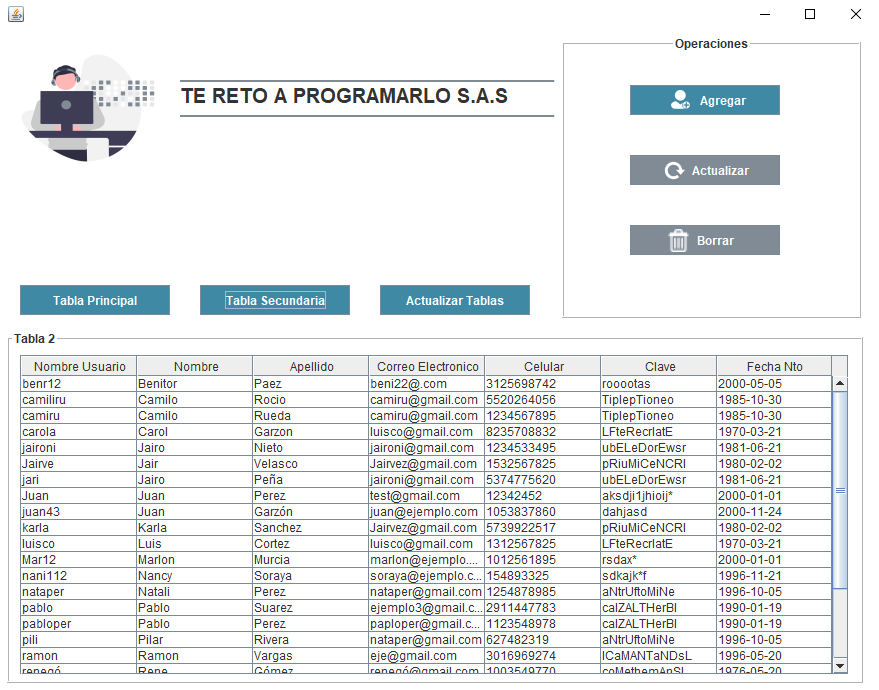 Operaciones
TE RETO A PROGRAMARLO S.A.S
Agregar
Actualizar
Borrar
Tabla Principal Tabla Secundaria Actualizar Tablas
Tabla 2
Nombre Usuario Nombre Apellido Correo Electronico Celular Clave Fecha Nto
benr12 Benitor Paez beni22@.com 3125698742 rooootas 2000-05-05
camiliru Camilo Rocio camiru@gmail.com 5520264056 TiplepTioneo 1985-10-30
camiru Camilo Rueda camiru@gmail.com 1234567895 TiplepTioneo 1985-10-30
carola Carol Garzon luisco@gmail.com 8235708832 LFteRecrlatE 1970-03-21
jaironi Jairo Nieto jaironi@gmail.com 1234533495 ubELeDorEwsr 1981-06-21
Jairve Jair Velasco Jairvez@gmail.com 1532567825 pRiuMiCeNCRl 1980-02-02
jari Jairo Peña jaironi@gmail.com 5374775620 ubELeDorEwsr 1981-06-21
Juan Juan Perez test@gmail.com 12342452 aksdji1jhioij* 2000-01-01
juan43 Juan Garzón juan@ejemplo.com 1053837860 dahjasd 2000-11-24
karla Karla Sanchez Jairvez@gmail.com 5739922517 pRiuMiCeNCRl 1980-02-02
luisco Luis Cortez luisco@gmail.com 1312567825 LFteRecrlatE 1970-03-21
Mar12 Marlon Murcia marlon@ejemplo.... 1012561895 rsdax* 2000-01-01
nani112 Nancy Soraya soraya@ejemplo.c... 154893325 sdkajk*f 1996-11-21
nataper Natali Perez nataper@gmail.com 1254878985 aNtrUftoMiNe 1996-10-05
pablo Pablo Suarez ejemplo3@gmail.c... 2911447783 calZALTHerBl 1990-01-19
pabloper Pablo Perez paploper@gmail.c... 1123548978 calZALTHerBl 1990-01-19
pili Pilar Rivera nataper@gmail.com 627482319 aNtrUftoMiNe 1996-10-05
ramon Ramon Vargas eje@gmail.com 3016969274 lCaMANTaNDsL 1996-05-20
renegó Rene Gómez renegó@gmail.com 1003549770 coMethemAnSl 1976-05-20